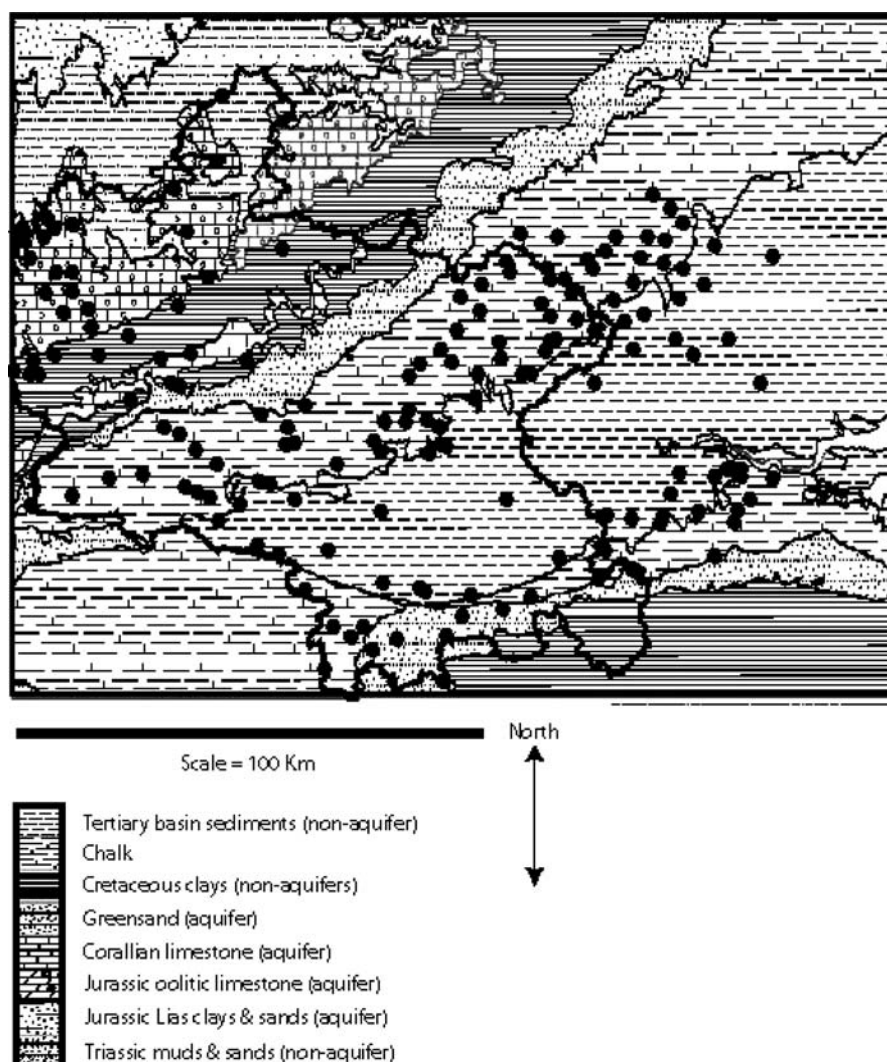 North
Scale = 100 Km
Tertiary basin sediments (non-aquifer)
Chalk
Cretaceous clays (non-aquifers)
Greensand (aquifer)
Corallian limestone (aquifer)
Jurassic oolitic limestone (aquifer)
Jurassic Lias clays & sands (aquifer)
Triassic muds & sands (non-aquifer)